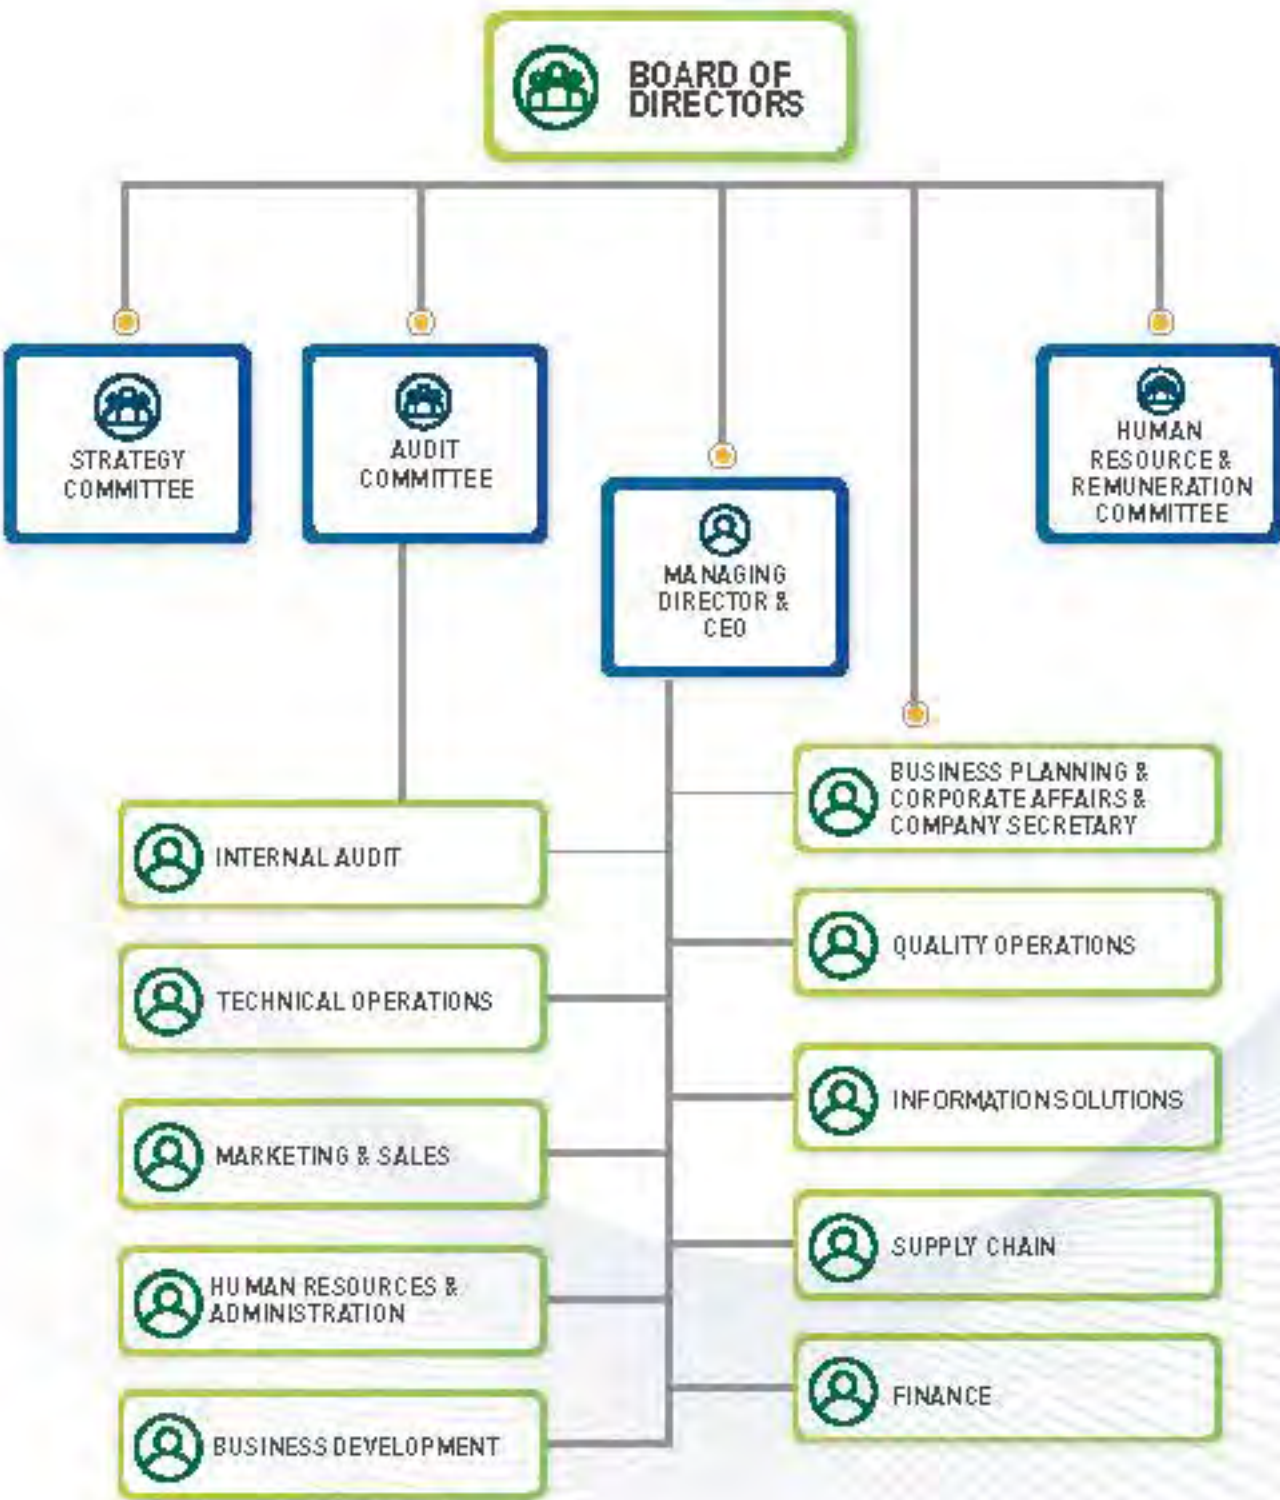 BOARD OF
DIRECTORS
STRATEGY
COMMITTEE
AUDIT
COMMITTEE
MANAGING
DIRECTOR &
CEO
HUMAN
RESOURCE &
REMUNERATION
COMMITTEE
INTERNAL AUDIT
TECHNICAL OPERATIONS
MARKETING & SALES
HUMAN RESOURCES &
ADMINISTRATION
BUSINESS DEVELOPMENT
BUSINESS PLANNING &
CORPORATE AFFAIRS &
COMPANY SECRETARY
QUALITY OPERATIONS
INFORMATION SOLUTIONS
SUPPLY CHAIN
FINANCE